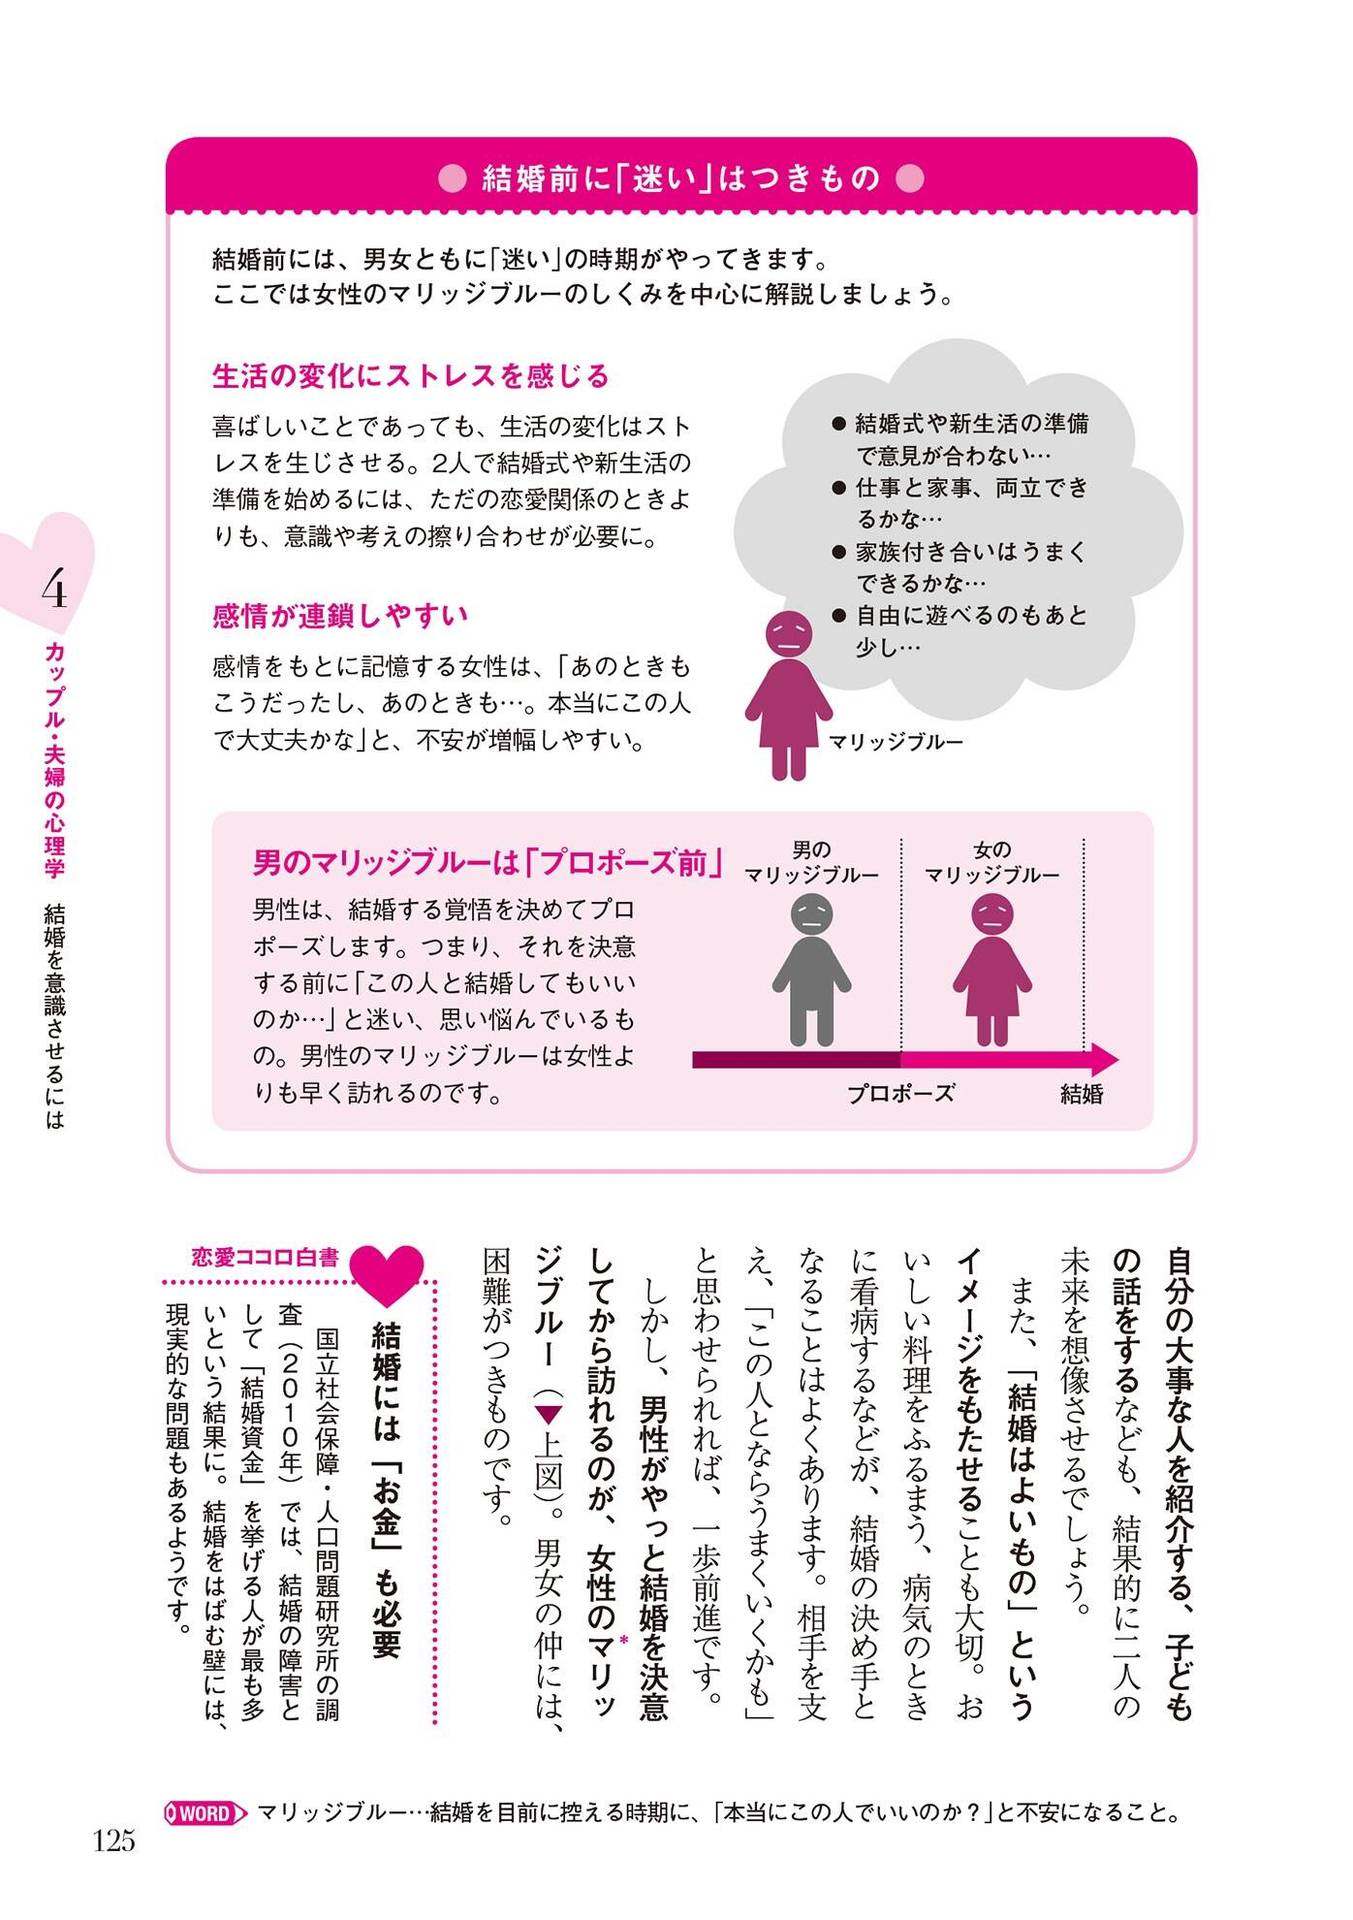 結婚前に「迷い」はつきもの
結婚前には、男女ともに「迷い」の時期がやってきます。
ここでは女性のマリッジブルーのしくみを中心に解説しましょう。
生活の変化にストレスを感じる
喜ばしいことであっても、生活の変化はスト
レスを生じさせる。2人で結婚式や新生活の
準備を始めるには、ただの恋愛関係のときよ
りも、意識や考えの擦り合わせが必要に。
感情が連鎖しやすい
感情をもとに記憶する女性は、「あのときも
こうだったし、あのときも…。本当にこの人
で大丈夫かな」と、不安が増幅しやすい。
● 結婚式や新生活の準備
で意見が合わない…
● 仕事と家事、両立でき
るかな…
● 家族付き合いはうまく
できるかな…
● 自由に遊べるのもあと
少し…
マリッジブルー
男のマリッジブルーは「プロポーズ前」
男性は、結婚する覚悟を決めてプロ
ポーズします。つまり、それを決意
する前に「この人と結婚してもいい
のか…」と迷い、思い悩んでいるも
の。男性のマリッジブルーは女性よ
りも早く訪れるのです。
男の
マリッジブルー
女の
マリッジブルー
プロポーズ
結婚
4
カップル・夫婦の心理学 結婚を意識させるには
自分の大事な人を紹介する、子ども
の話をするなども、結果的に二人の
未来を想像させるでしょう。
また、「結婚はよいもの」という
イメージをもたせることも大切。お
いしい料理をふるまう、病気のとき
に看病するなどが、結婚の決め手と
なることはよくあります。相手を支
え、「この人とならうまくいくかも」
と思わせられれば、一歩前進です。
しかし、男性がやっと結婚を決意
してから訪れるのが、女性のマリッ*
ジブルー（▼上図）。男女の仲には、
困難がつきものです。
恋愛ココロ白書
結婚には「お金」も必要
国立社会保障・人口問題研究所の調
査（2010年）では、結婚の障害と
して「結婚資金」を挙げる人が最も多
いという結果に。結婚をはばむ壁には、
現実的な問題もあるようです。
WORD マリッジブルー…結婚を目前に控える時期に、「本当にこの人でいいのか？」と不安になること。
125